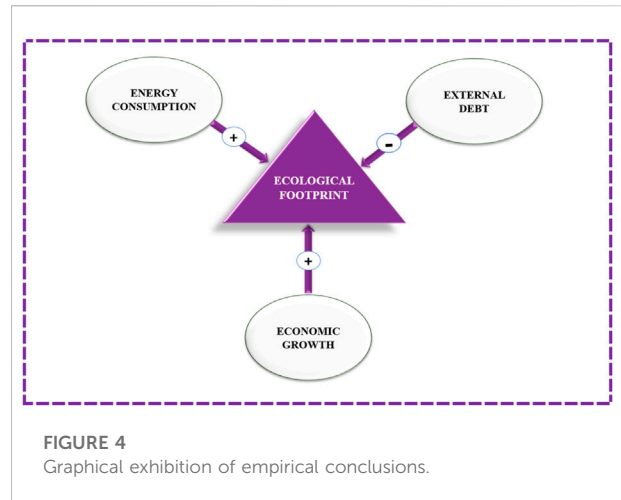 ENERGY
CONSUMPTION
EXTERNAL
DEBT
+
-
ECOLOGICAL
FOOTPRINT
+
ECONOMIC
GROWTH
FIGURE 4
Graphical exhibition of empirical conclusions.